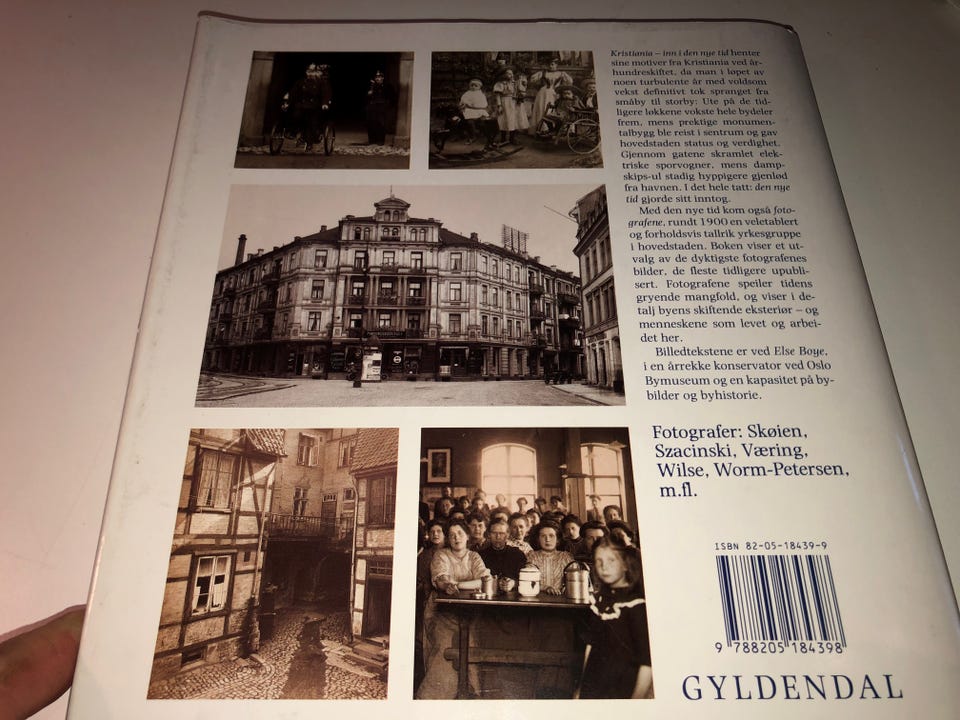 Kristiania – inn i den nye tid henter
sine motiver fra Kristiania ved år-
hundreskiftet, da man i løpet av
noen turbulente år med voldsom
vekst definitivt tok spranget fra
småby til storby: Ute på de tid-
ligere løkkene vokste hele bydeler
frem, mens prektige monumen-
talbygg ble reist i sentrum og gav
hovedstaden status og verdighet.
Gjennom gatene skramlet elek-
triske sporvogner, mens damp-
skips-ul stadig hyppigere gjenlød
fra havnen. I det hele tatt: den nye
tid gjorde sitt inntog.
Med den nye tid kom også foto-
grafene, rundt 1900 en veletablert
og forholdsvis tallrik yrkesgruppe
i hovedstaden. Boken viser et ut-
valg av de dyktigste fotografenes
bilder, de fleste tidligere upubli-
sert. Fotografene speiler tidens
gryende mangfold, og viser i de-
talj byens skiftende eksteriør – og
menneskene som levet og arbei-
det her.
Billedtekstene er ved Else Boye,
i en årrekke konservator ved Oslo
Bymuseum og en kapasitet på by-
bilder og byhistorie.
Fotografer: Skøien,
Szacinski, Væring,
Wilse, Worm-Petersen,
m.fl.
ISBN 82-05-18439-9
9 788205 184398
GYLDENDAL